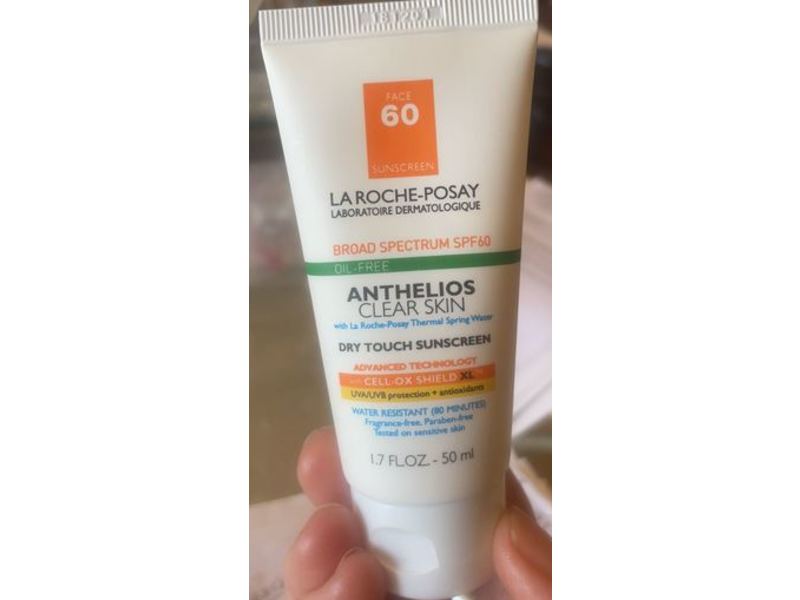 FACE
60
SUNSCREEN
LA ROCHE-POSAY
LABORATOIRE DERMATOLOGIQUE
BROAD SPECTRUM SPF60
OIL-FREE
ANTHELIOS
CLEAR SKIN
with La Roche-Posay Thermal Spring Water
DRY TOUCH SUNSCREEN
ADVANCED TECHNOLOGY
CELL-OX SHIELD XL
UVA/UVB protection + antioxidants
WATER RESISTANT (80 MINUTES)
Fragrance-free, Paraben-free
Tested on sensitive skin
1.7 FL.OZ. - 50 ml